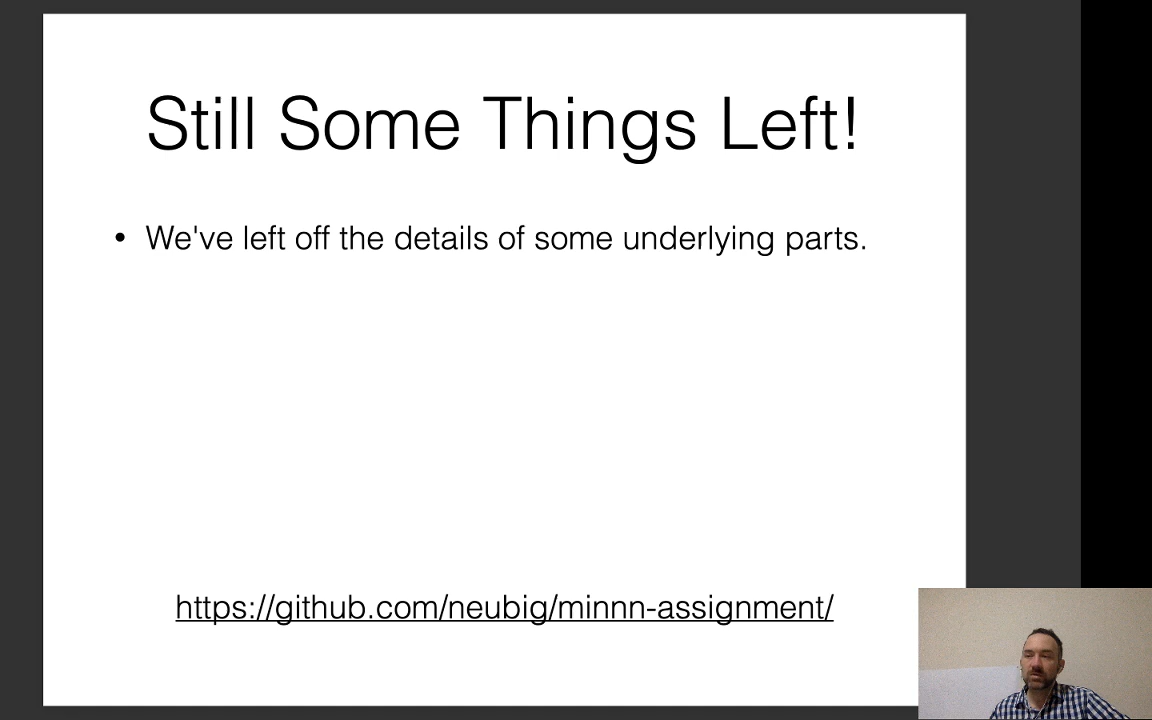 Still Some Things Left!
• We've left off the details of some underlying parts.
https://github.com/neubig/minnn-assignment/